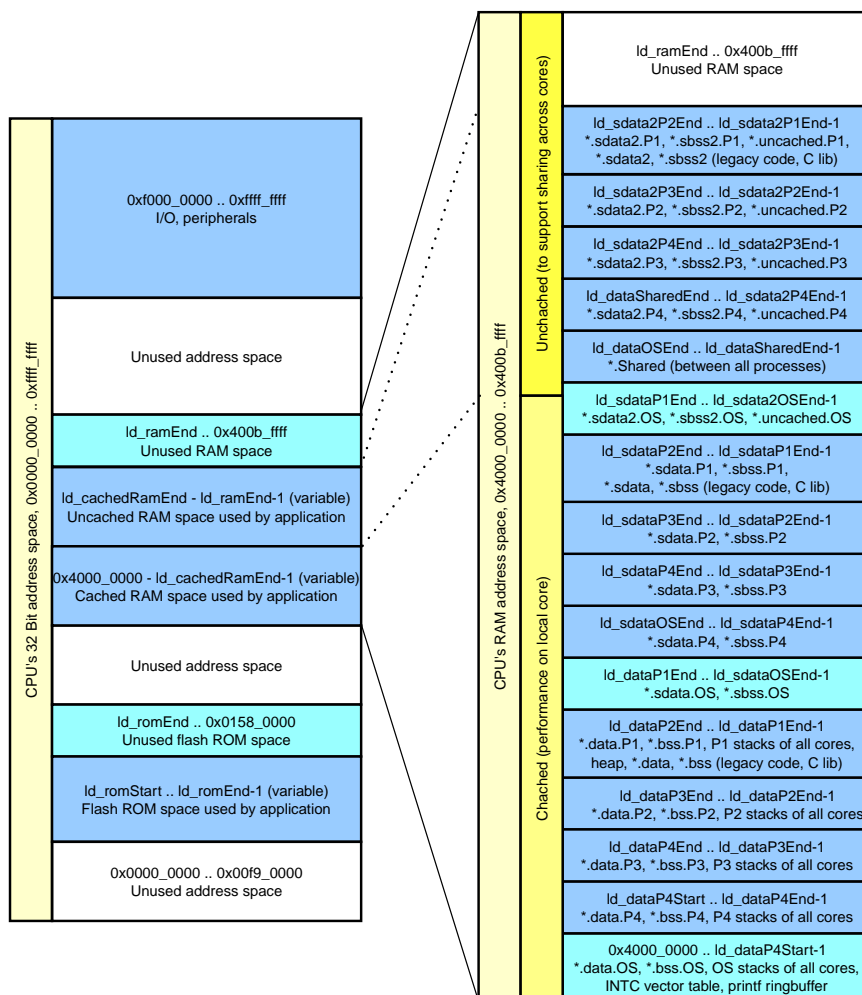 CPU's 32 Bit address space, 0x0000_0000 .. 0xffff_ffff
0xf000_0000 .. 0xffff_ffff
I/O, peripherals
Unused address space
ld_ramEnd .. 0x400b_ffff
Unused RAM space
ld_cachedRamEnd - ld_ramEnd-1 (variable)
Uncached RAM space used by application
0x4000_0000 - ld_cachedRamEnd-1 (variable)
Cached RAM space used by application
Unused address space
ld_romEnd .. 0x0158_0000
Unused flash ROM space
ld_romStart .. ld_romEnd-1 (variable)
Flash ROM space used by application
0x0000_0000 .. 0x00f9_0000
Unused address space
CPU's RAM address space, 0x4000_0000 .. 0x400b_ffff
Unchached (to support sharing across cores)
Chached (performance on local core)
ld_ramEnd .. 0x400b_ffff
Unused RAM space
ld_sdata2P2End .. ld_sdata2P1End-1
*.sdata2.P1, *.sbss2.P1, *.uncached.P1,
*.sdata2, *.sbss2 (legacy code, C lib)
ld_sdata2P3End .. ld_sdata2P2End-1
*.sdata2.P2, *.sbss2.P2, *.uncached.P2
ld_sdata2P4End .. ld_sdata2P3End-1
*.sdata2.P3, *.sbss2.P3, *.uncached.P3
ld_dataSharedEnd .. ld_sdata2P4End-1
*.sdata2.P4, *.sbss2.P4, *.uncached.P4
ld_dataOSEnd .. ld_dataSharedEnd-1
*.Shared (between all processes)
ld_sdataP1End .. ld_sdata2OSEnd-1
*.sdata2.OS, *.sbss2.OS, *.uncached.OS
ld_sdataP2End .. ld_sdataP1End-1
*.sdata.P1, *.sbss.P1,
*.sdata, *.sbss (legacy code, C lib)
ld_sdataP3End .. ld_sdataP2End-1
*.sdata.P2, *.sbss.P2
ld_sdataP4End .. ld_sdataP3End-1
*.sdata.P3, *.sbss.P3
ld_sdataOSEnd .. ld_sdataP4End-1
*.sdata.P4, *.sbss.P4
ld_dataP1End .. ld_sdataOSEnd-1
*.sdata.OS, *.sbss.OS
ld_dataP2End .. ld_dataP1End-1
*.data.P1, *.bss.P1, P1 stacks of all cores,
heap, *.data, *.bss (legacy code, C lib)
ld_dataP3End .. ld_dataP2End-1
*.data.P2, *.bss.P2, P2 stacks of all cores
ld_dataP4End .. ld_dataP3End-1
*.data.P3, *.bss.P3, P3 stacks of all cores
ld_dataP4Start .. ld_dataP4End-1
*.data.P4, *.bss.P4, P4 stacks of all cores
0x4000_0000 .. ld_dataP4Start-1
*.data.OS, *.bss.OS, OS stacks of all cores,
INTC vector table, printf ringbuffer